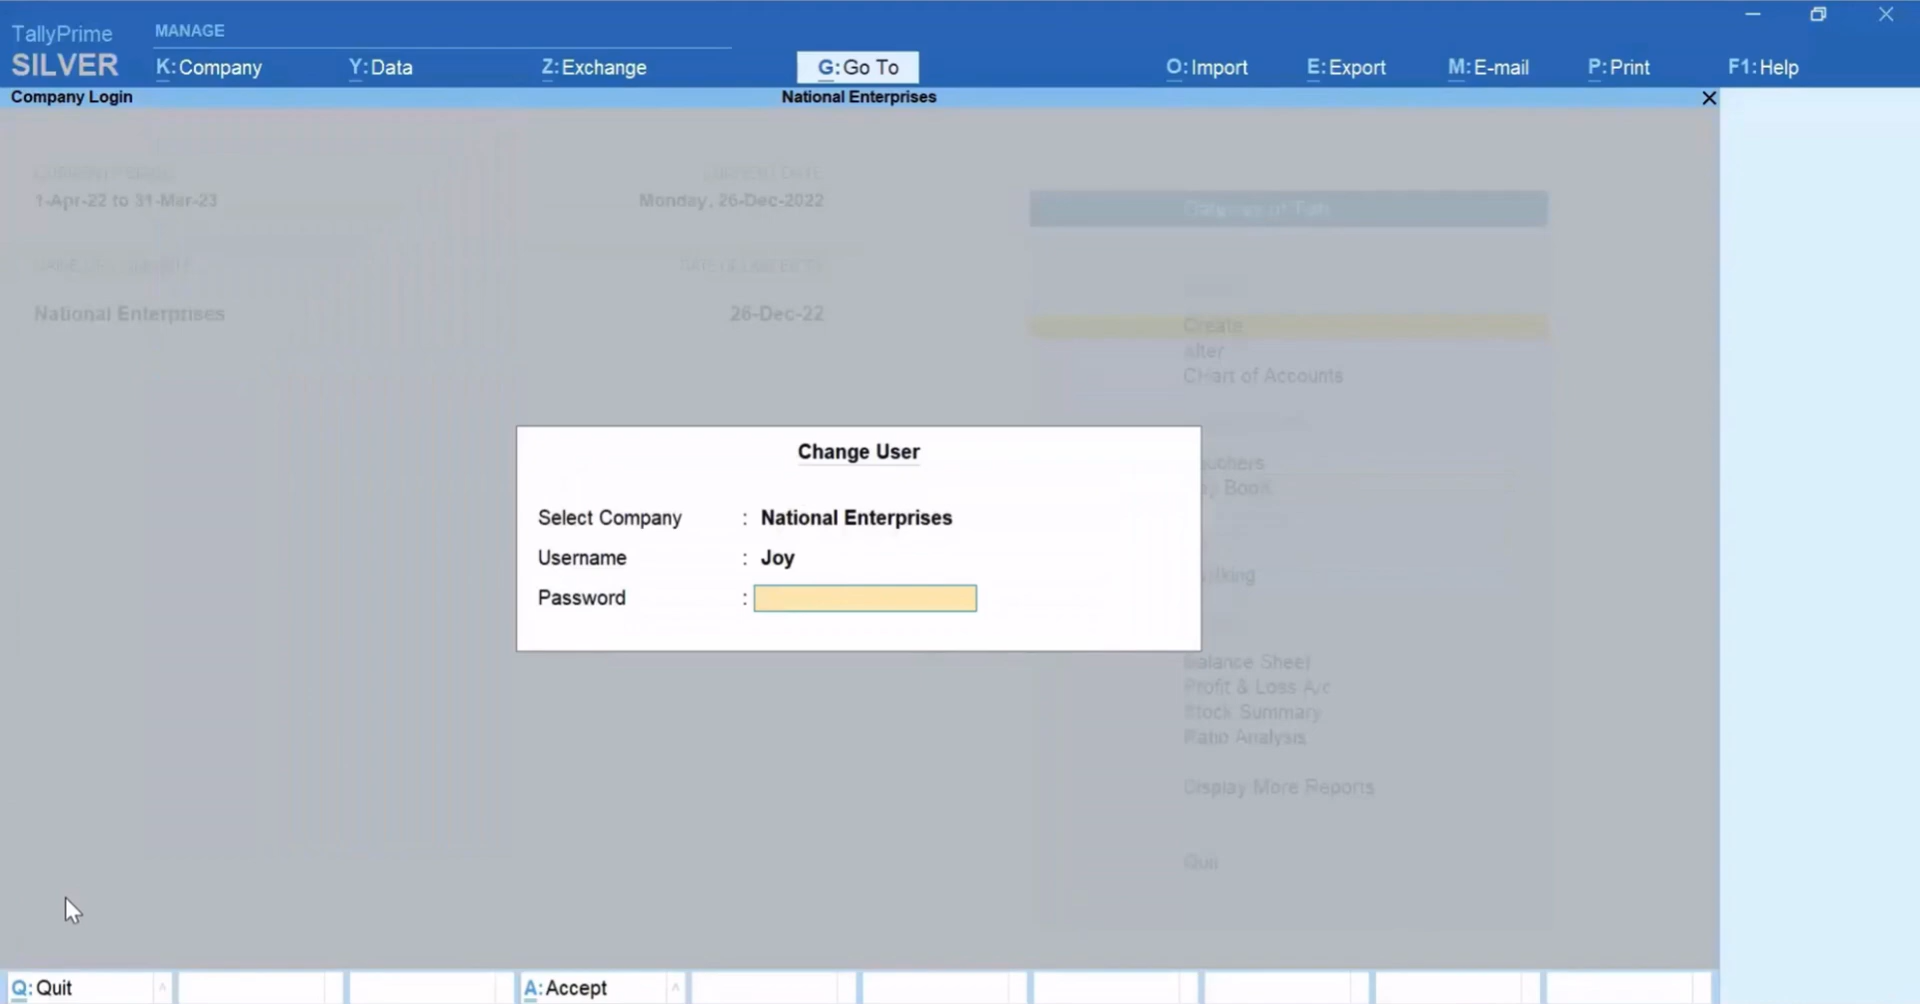 TallyPrime
SILVER
MANAGE
K:Company
Y:Data
Z:Exchange
G:Go To
O:Import
E:Export
M:E-mail
P:Print
F1:Help
Company Login
National Enterprises
CURRENT DATE
1-Apr-22 to 31-Mar-23
Monday, 26-Dec-2022
National Enterprises
26-Dec-22
Create
Alter
CHart of Accounts
Change User
Select Company : National Enterprises
Username : Joy
Password :
Balance Sheet
Profit & Loss A/c
Stock Summary
Ratio Analysis
Display More Reports
Quit
Q:Quit
A:Accept